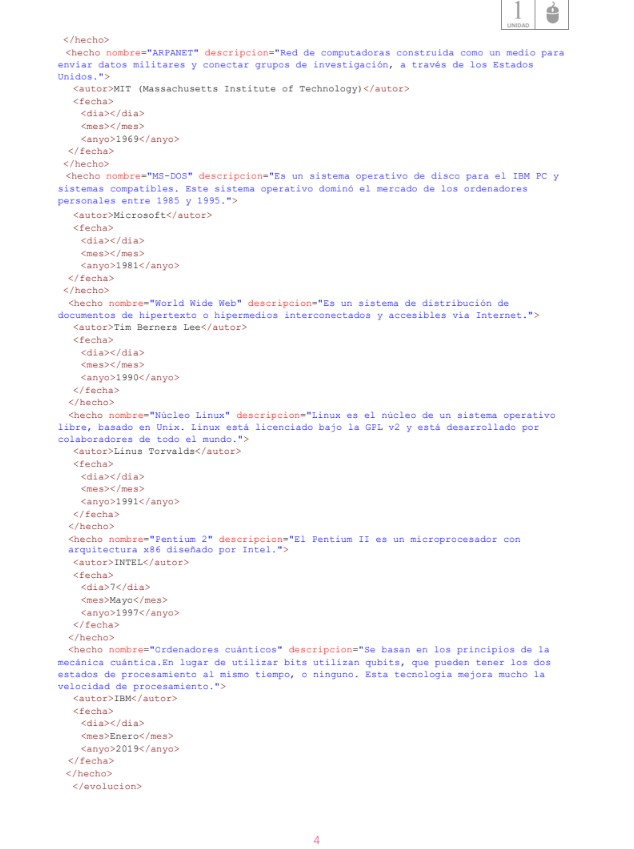 1
UNIDAD
</hecho>
<hecho nombre="ARPANET" descripcion="Red de computadoras construida como un medio para
enviar datos militares y conectar grupos de investigación, a través de los Estados
Unidos.">
<autor>MIT (Massachusetts Institute of Technology)</autor>
<fecha>
<dia></dia>
<mes></mes>
<anyo>1969</anyo>
</fecha>
</hecho>
<hecho nombre="MS-DOS" descripcion="Es un sistema operativo de disco para el IBM PC y
sistemas compatibles. Este sistema operativo dominó el mercado de los ordenadores
personales entre 1985 y 1995.">
<autor>Microsoft</autor>
<fecha>
<dia></dia>
<mes></mes>
<anyo>1981</anyo>
</fecha>
</hecho>
<hecho nombre="World Wide Web" descripcion="Es un sistema de distribución de
documentos de hipertexto o hipermedios interconectados y accesibles vía Internet.">
<autor>Tim Berners Lee</autor>
<fecha>
<dia></dia>
<mes></mes>
<anyo>1990</anyo>
</fecha>
</hecho>
<hecho nombre="Núcleo Linux" descripcion="Linux es el núcleo de un sistema operativo
libre, basado en Unix. Linux está licenciado bajo la GPL v2 y está desarrollado por
colaboradores de todo el mundo.">
<autor>Linus Torvalds</autor>
<fecha>
<dia></dia>
<mes></mes>
<anyo>1991</anyo>
</fecha>
</hecho>
<hecho nombre="Pentium 2" descripcion="El Pentium II es un microprocesador con
arquitectura x86 diseñado por Intel.">
<autor>INTEL</autor>
<fecha>
<dia>7</dia>
<mes>Mayo</mes>
<anyo>1997</anyo>
</fecha>
</hecho>
<hecho nombre="Ordenadores cuánticos" descripcion="Se basan en los principios de la
mecánica cuántica.En lugar de utilizar bits utilizan qubits, que pueden tener los dos
estados de procesamiento al mismo tiempo, o ninguno. Esta tecnología mejora mucho la
velocidad de procesamiento.">
<autor>IBM</autor>
<fecha>
<dia></dia>
<mes>Enero</mes>
<anyo>2019</anyo>
</fecha>
</hecho>
</evolucion>
4